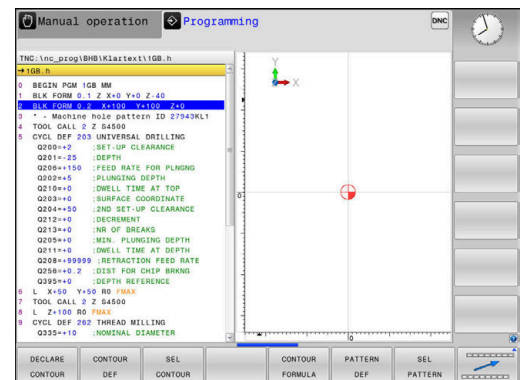 Manual operation
Programming
DNC
TNC:\nc_prog\BHB\Klartext\1GB.h
→1GB.h
0 BEGIN PGM 1GB MM
1 BLK FORM 0.1 Z X+0 Y+0 Z-40
2 BLK FORM 0.2 X+100 Y+100 Z+0
3 * - Machine hole pattern ID 27943KL1
4 TOOL CALL 2 Z S4500
5 CYCL DEF 203 UNIVERSAL DRILLING
Q200=+2 ;SET-UP CLEARANCE
Q201=-25 ;DEPTH
Q206=+150 ;FEED RATE FOR PLNGNG
Q202=+5 ;PLUNGING DEPTH
Q210=+0 ;DWELL TIME AT TOP
Q203=+0 ;SURFACE COORDINATE
Q204=+50 ;2ND SET-UP CLEARANCE
Q212=+0 ;DECREMENT
Q213=+0 ;NR OF BREAKS
Q205=+0 ;MIN. PLUNGING DEPTH
Q211=+0 ;DWELL TIME AT DEPTH
Q208=+99999 ;RETRACTION FEED RATE
Q256=+0.2 ;DIST FOR CHIP BRKNG
Q395=+0 ;DEPTH REFERENCE
6 L X+50 Y+50 R0 FMAX
7 TOOL CALL 2 Z S4500
8 L Z+100 R0 FMAX
9 CYCL DEF 262 THREAD MILLING
Q335=+10 ;NOMINAL DIAMETER
Y
X
0
0
DECLARE CONTOUR
CONTOUR DEF
SEL CONTOUR
CONTOUR FORMULA
PATTERN DEF
SEL PATTERN